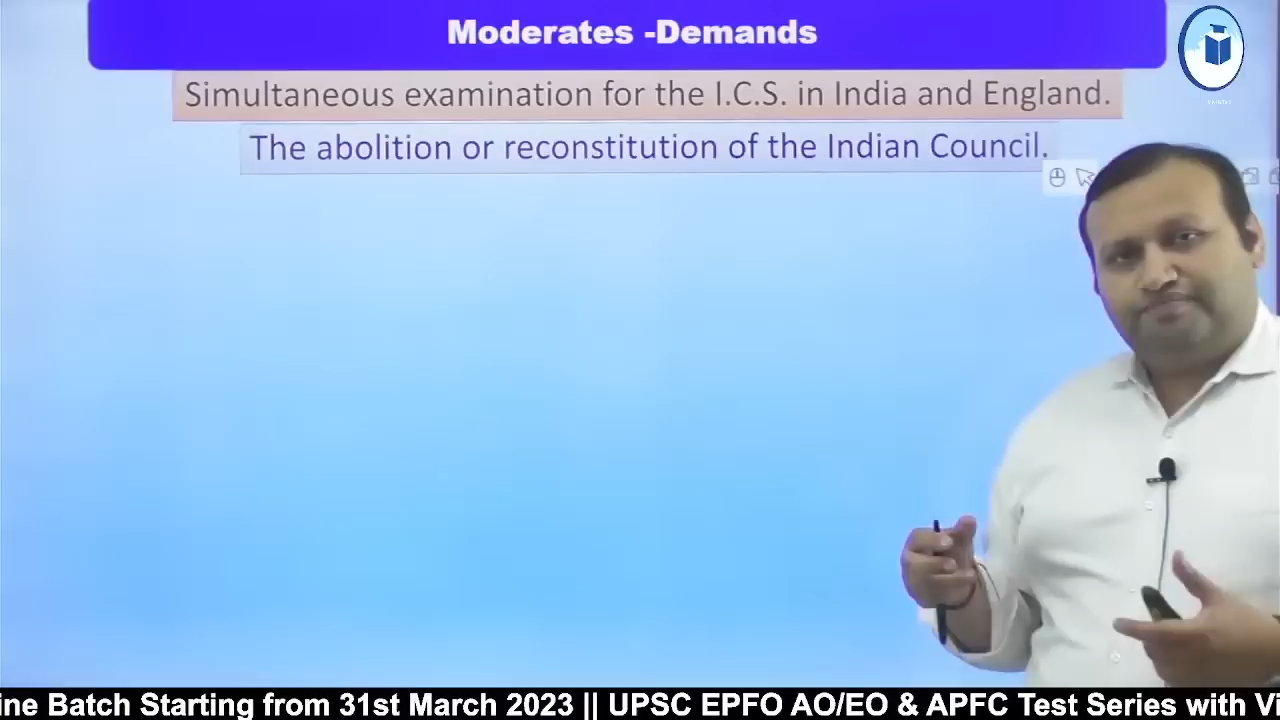 Moderates -Demands
Simultaneous examination for the I.C.S. in India and England.
The abolition or reconstitution of the Indian Council.
ine Batch Starting from 31st March 2023 || UPSC EPFO AO/EO & APFC Test Series with Vi